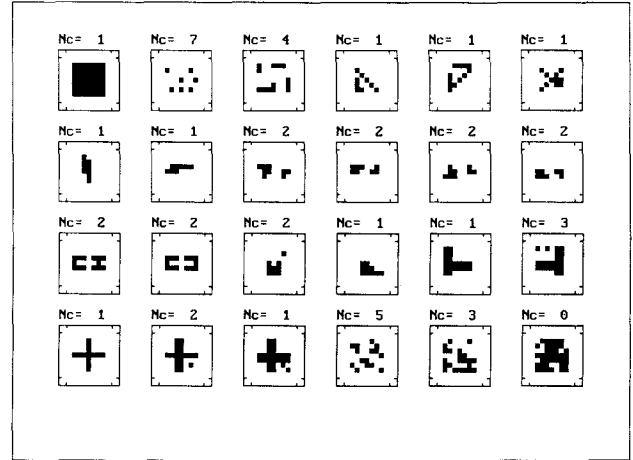 Nc= 1 Nc= 7 Nc= 4 Nc= 1 Nc= 1 Nc= 1
Nc= 1 Nc= 1 Nc= 2 Nc= 2 Nc= 2 Nc= 2
Nc= 2 Nc= 2 Nc= 2 Nc= 1 Nc= 1 Nc= 3
Nc= 1 Nc= 2 Nc= 1 Nc= 5 Nc= 3 Nc= 0